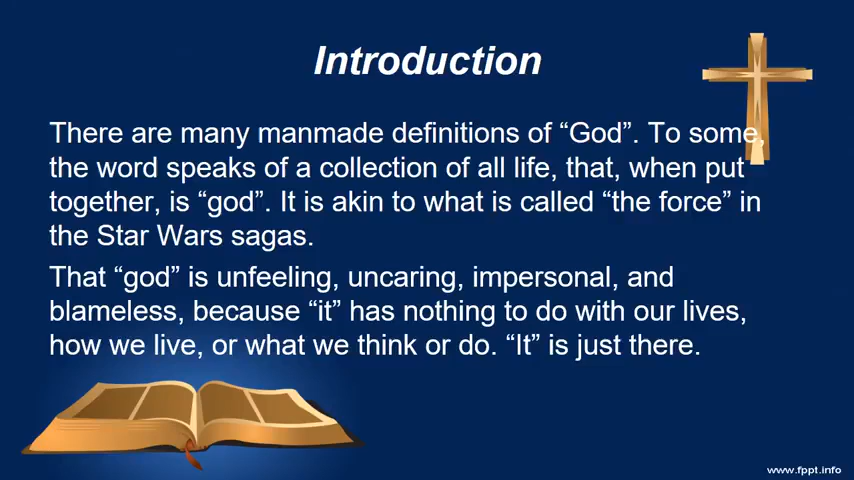 Introduction
There are many manmade definitions of “God”. To some,
the word speaks of a collection of all life, that, when put
together, is “god”. It is akin to what is called “the force” in
the Star Wars sagas.
That “god” is unfeeling, uncaring, impersonal, and
blameless, because “it” has nothing to do with our lives,
how we live, or what we think or do. “It” is just there.
www.fppt.info